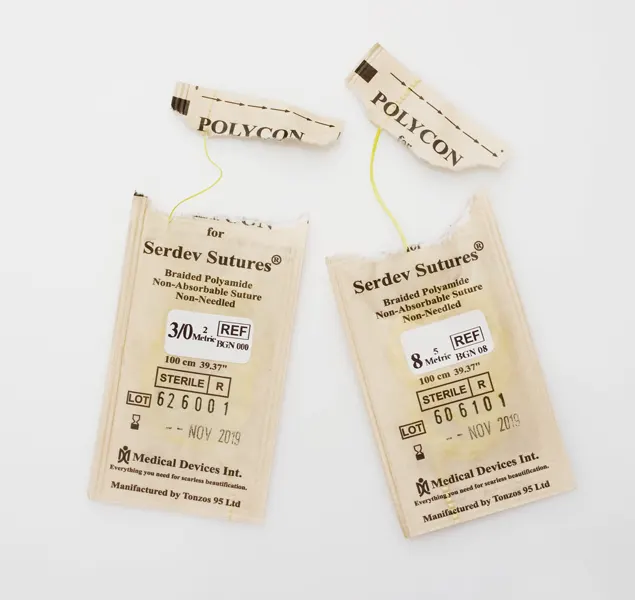 POLYCON
for
Serdev Sutures®
Braided Polyamide
Non-Absorbable Suture
Non-Needled
3/0 2 Metric REF BGN 000
100 cm 39.37"
STERILE R
LOT 626001
-- NOV 2019
Medical Devices Int.
Everything you need for scarless beautification.
Manifactured by Tonzos 95 Ltd
POLYCON
for
for
Serdev Sutures®
Braided Polyamide
Non-Absorbable Suture
Non-Needled
8 5 Metric REF BGN 08
100 cm 39.37"
STERILE R
LOT 606101
-- NOV 2019
Medical Devices Int.
Everything you need for scarless beautification.
Manifactured by Tonzos 95 Ltd